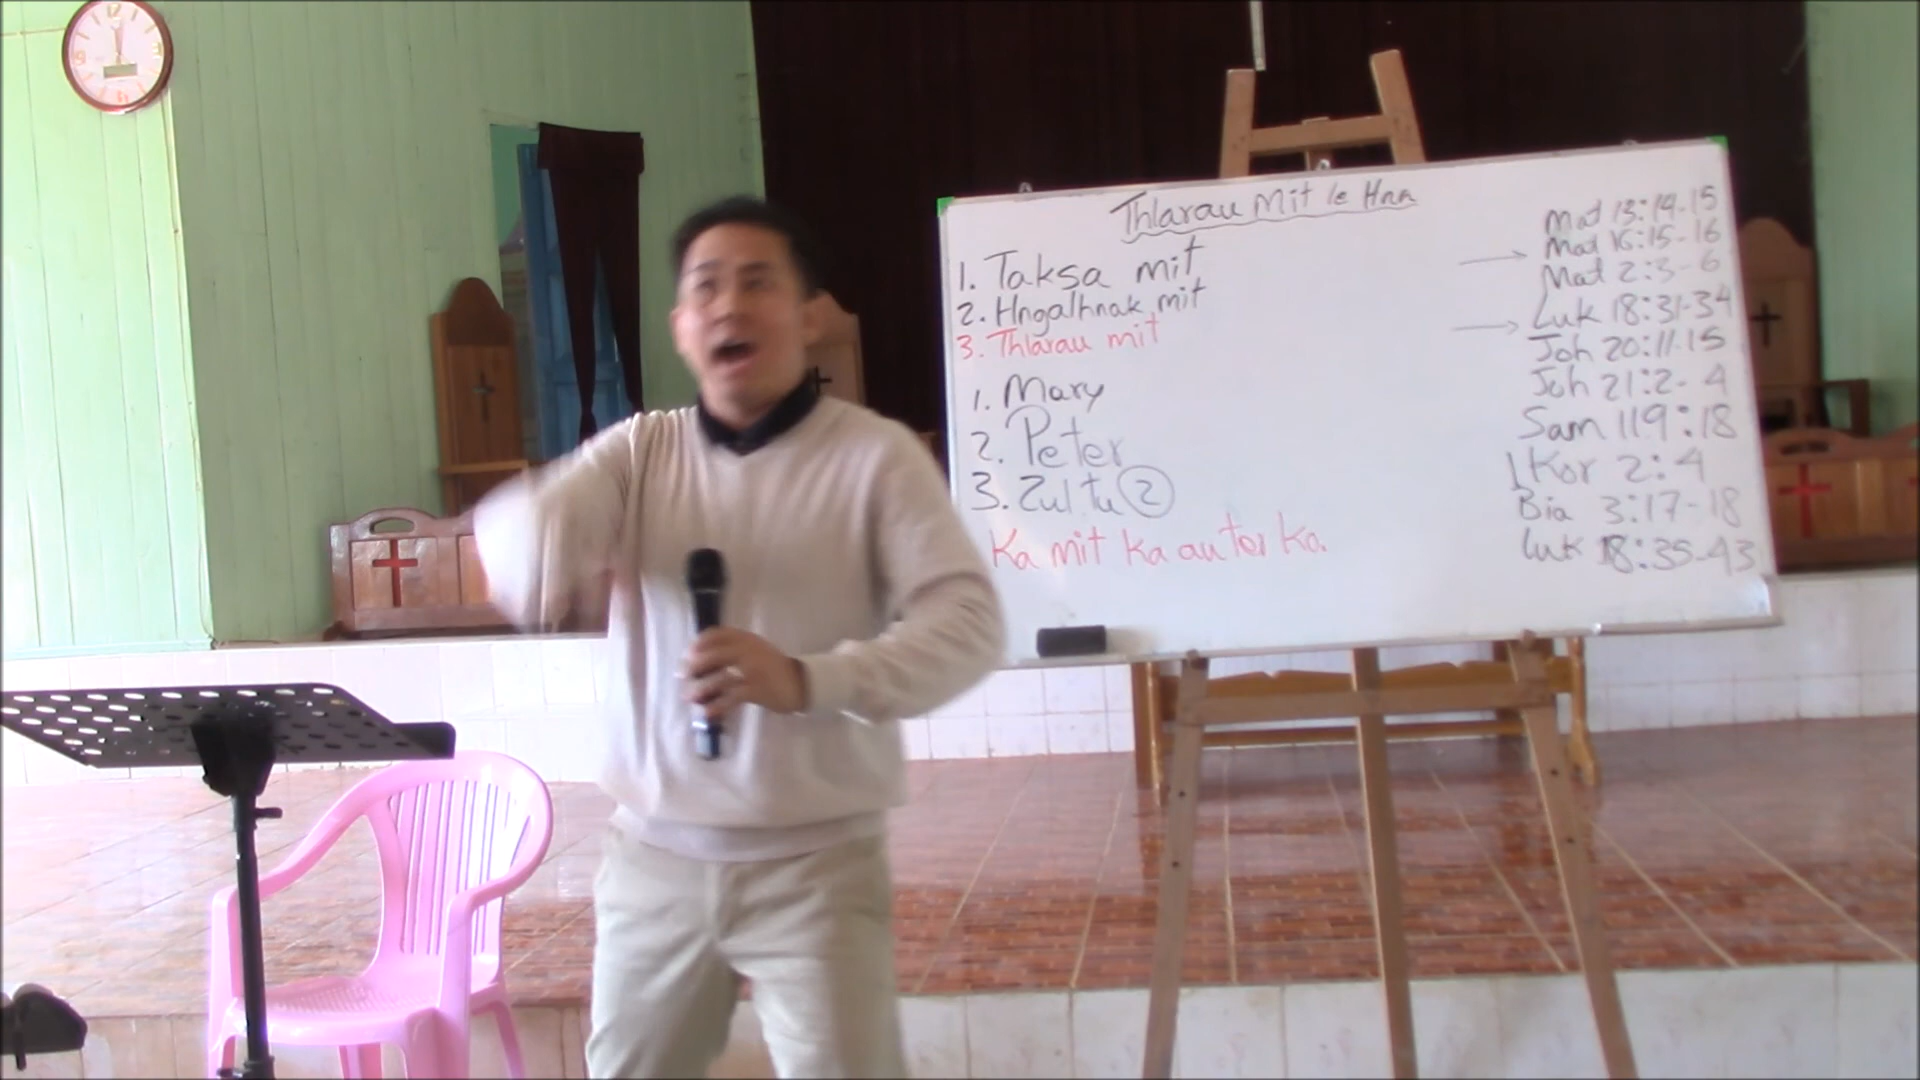 Thlarau Mit le Hna
1. Taksa mit
2. Hngalhnak mit
3. Thlarau mit
1. Mary
2. Peter
3. Zultu 2
Ka mit ka au ter ko.
Mat 13:14-15
Mat 16:15-16
Mat 2:3-6
Luk 18:31-34
Joh 20:11-15
Joh 21:2-4
Sam 119:18
1 Kor 2:4
Bia 3:17-18
Luk 18:35-43